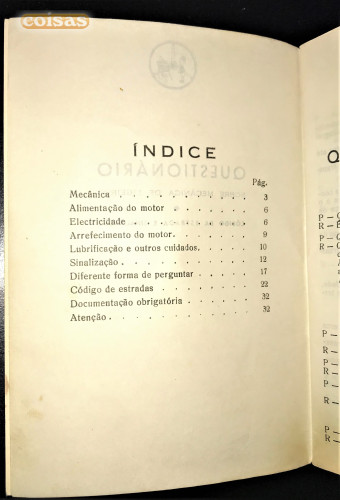 coisas
ÍNDICE
Pág.
Mecânica . . . . . . . . . 3
Alimentação do motor . . . . . 6
Electricidade . . . . . . . . 6
Arrefecimento do motor. . . . . 9
Lubrificação e outros cuidados. . . 10
Sinalização . . . . . . . . 12
Diferente forma de perguntar . . . 17
Código de estradas . . . . . . 22
Documentação obrigatória . . . . 32
Atenção . . . . . . . . . 32
QUESTIONÁRIO
Q
P —
R —
P —
R —
P —
R —
P —
R —
P —
R —
P —
R —